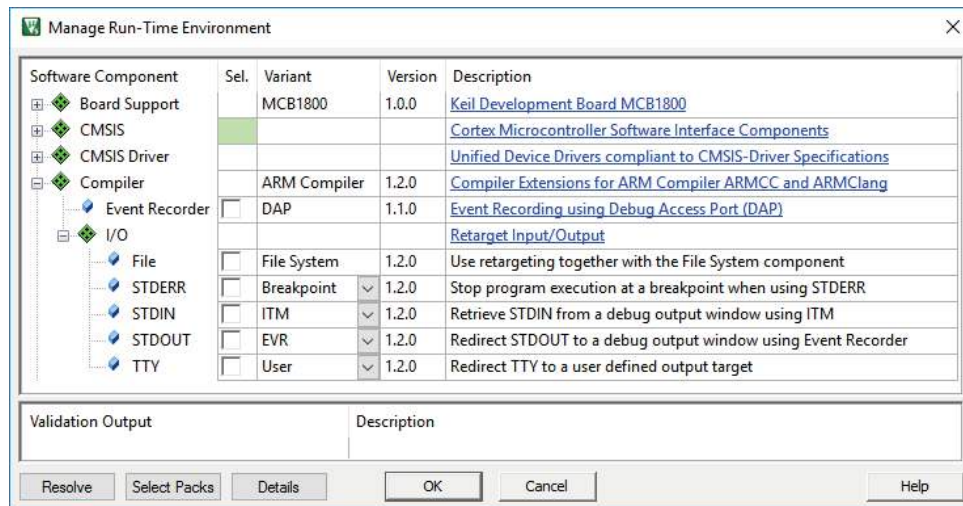 Manage Run-Time Environment
Software Component Sel. Variant Version Description
Board Support MCB1800 1.0.0 Keil Development Board MCB1800
CMSIS Cortex Microcontroller Software Interface Components
CMSIS Driver Unified Device Drivers compliant to CMSIS-Driver Specifications
Compiler ARM Compiler 1.2.0 Compiler Extensions for ARM Compiler ARMCC and ARMClang
Event Recorder DAP 1.1.0 Event Recording using Debug Access Port (DAP)
I/O Retarget Input/Output
File File System 1.2.0 Use retargeting together with the File System component
STDERR Breakpoint 1.2.0 Stop program execution at a breakpoint when using STDERR
STDIN ITM 1.2.0 Retrieve STDIN from a debug output window using ITM
STDOUT EVR 1.2.0 Redirect STDOUT to a debug output window using Event Recorder
TTY User 1.2.0 Redirect TTY to a user defined output target
Validation Output Description
Resolve Select Packs Details OK Cancel Help